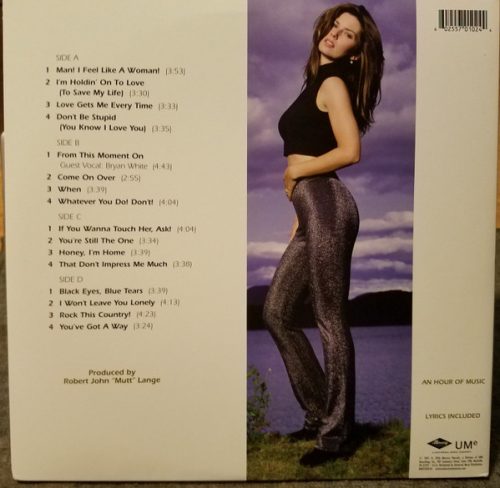 SIDE A
1 Man! I Feel Like A Woman! (3:53)
2 I'm Holdin' On To Love
(To Save My Life) (3:30)
3 Love Gets Me Every Time (3:33)
4 Don't Be Stupid
(You Know I Love You) (3:35)
SIDE B
1 From This Moment On
Guest Vocal: Bryan White (4:43)
2 Come On Over (2:55)
3 When (3:39)
4 Whatever You Do! Don't! (4:04)
SIDE C
1 If You Wanna Touch Her, Ask! (4:04)
2 You're Still The One (3:34)
3 Honey, I'm Home (3:39)
4 That Don't Impress Me Much (3:38)
SIDE D
1 Black Eyes, Blue Tears (3:39)
2 I Won't Leave You Lonely (4:13)
3 Rock This Country! (4:23)
4 You've Got A Way (3:24)
Produced by
Robert John "Mutt" Lange
6 02557 01024 4
AN HOUR OF MUSIC
LYRICS INCLUDED
UMe